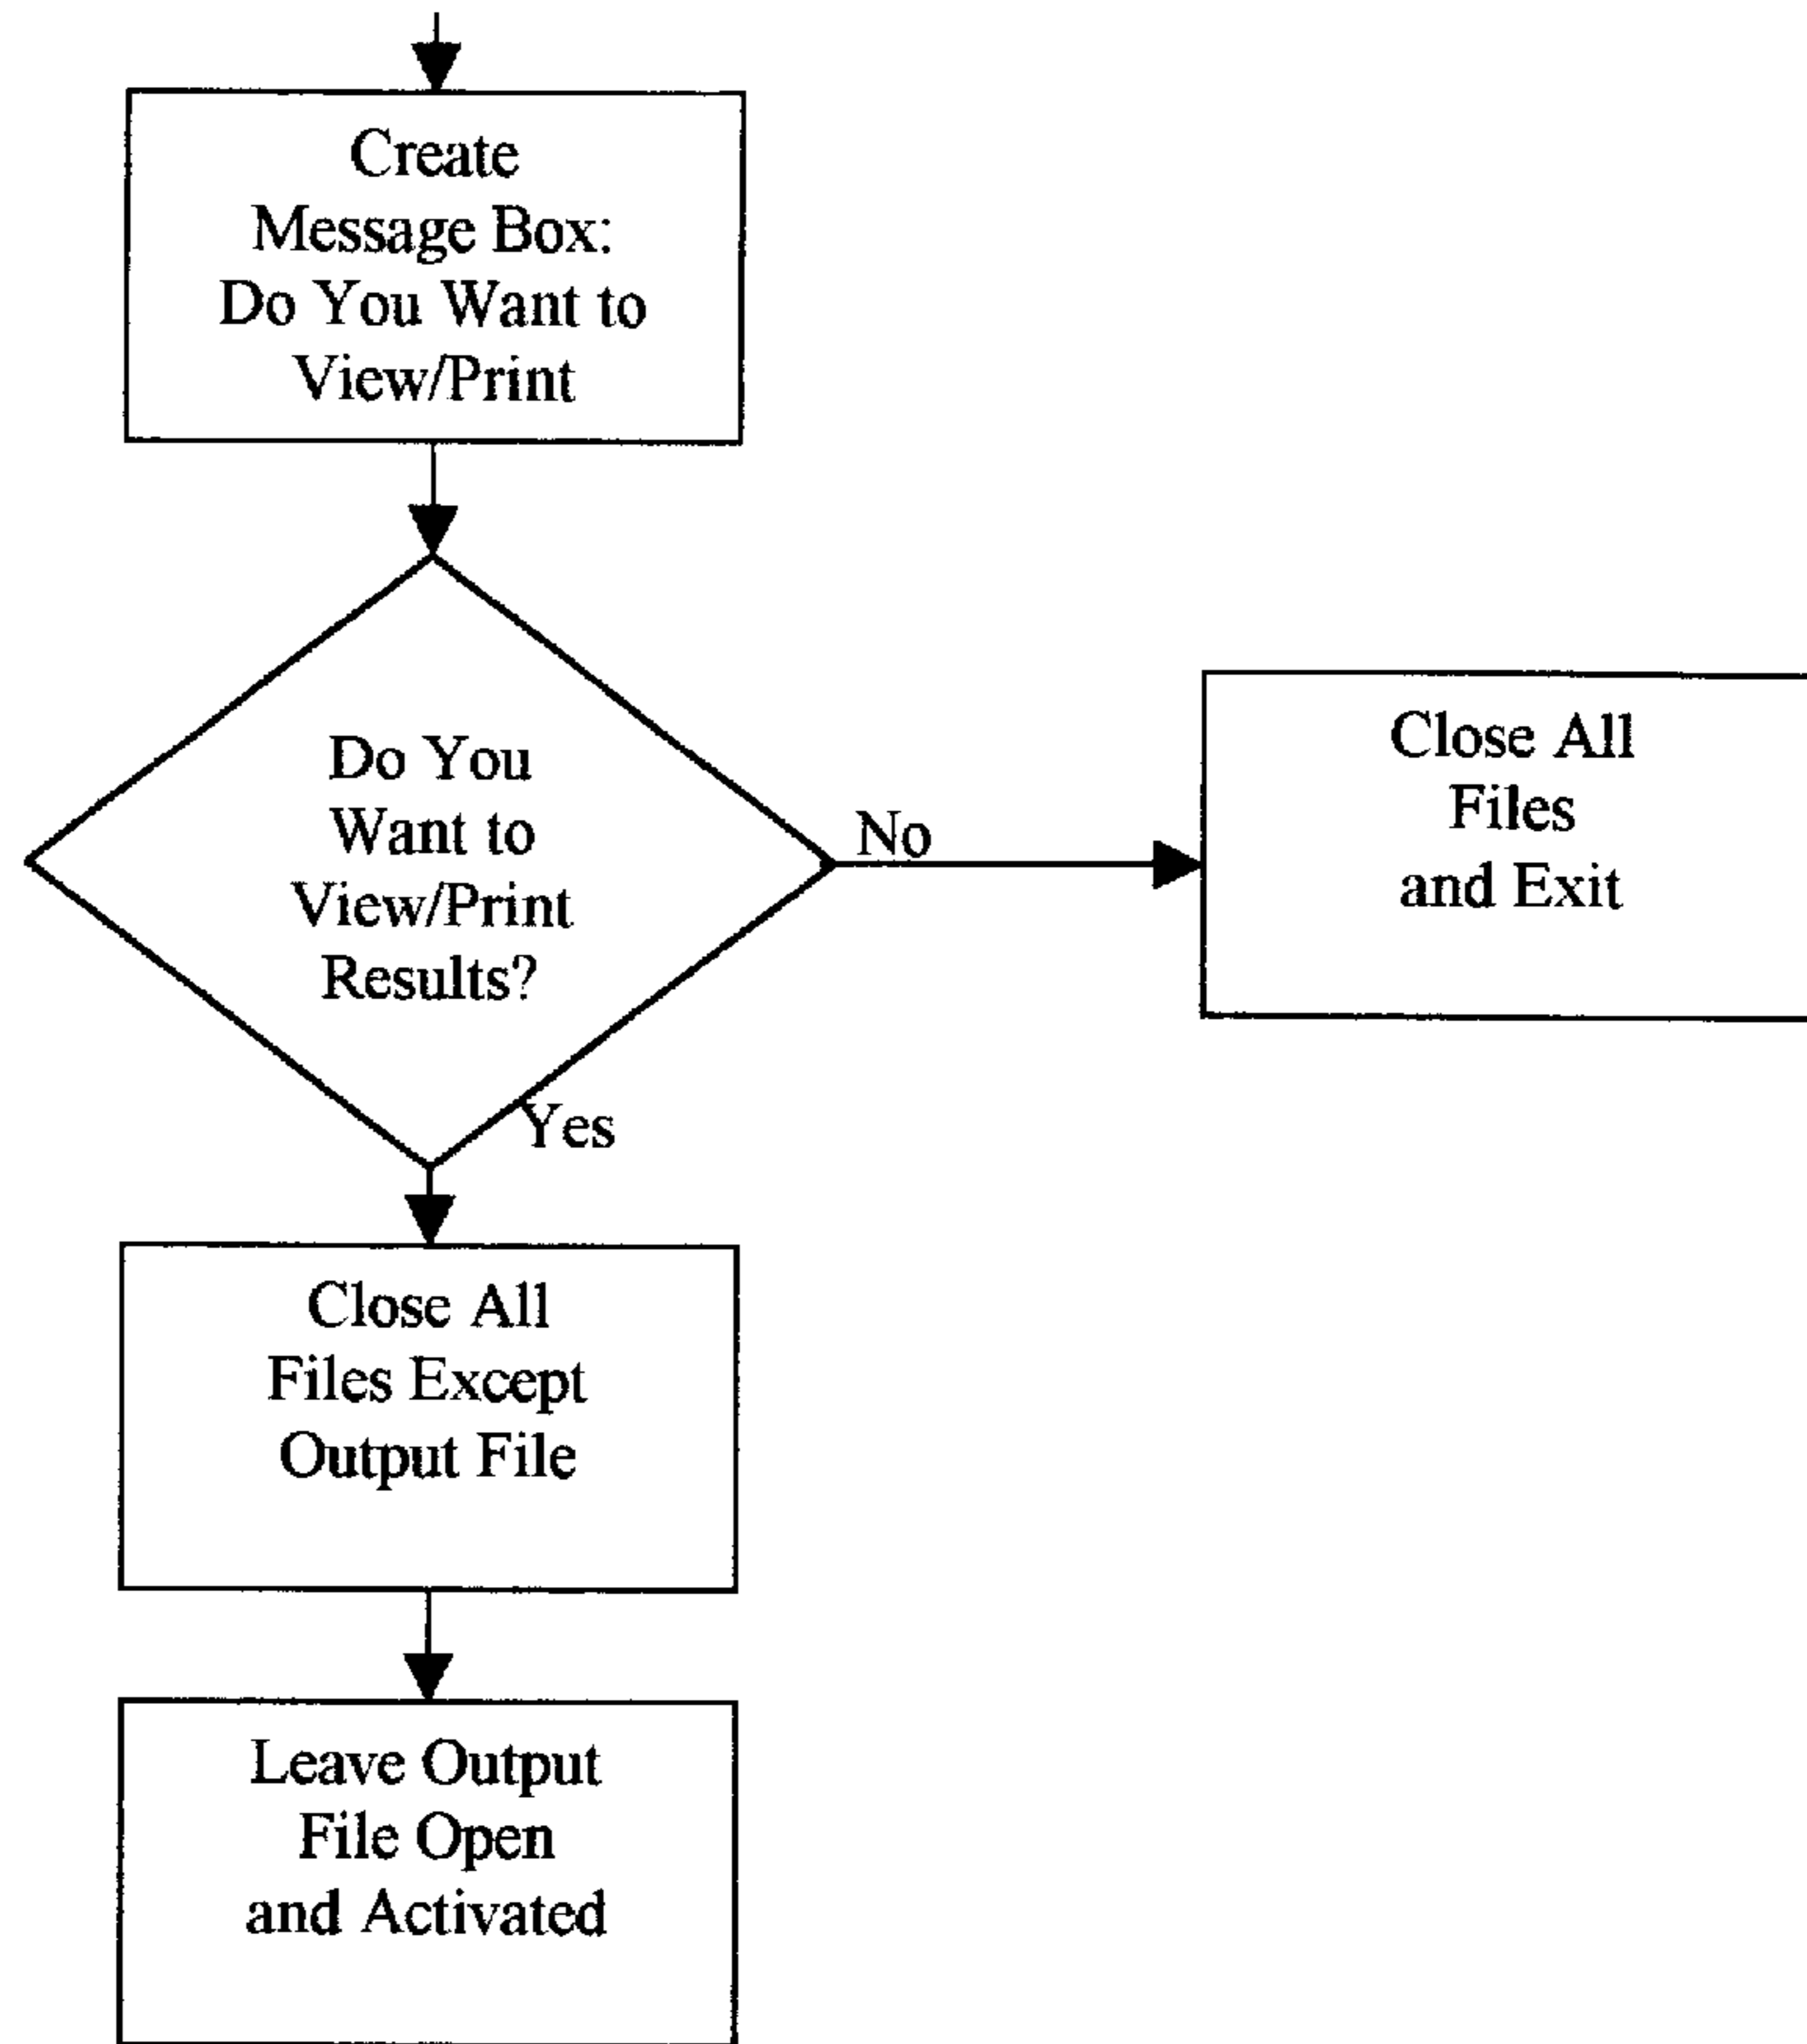 Create
Message Box:
Do You Want to
View/Print
Do You
Want to
View/Print
Results?
No
Close All
Files
and Exit
Yes
Close All
Files Except
Output File
Leave Output
File Open
and Activated